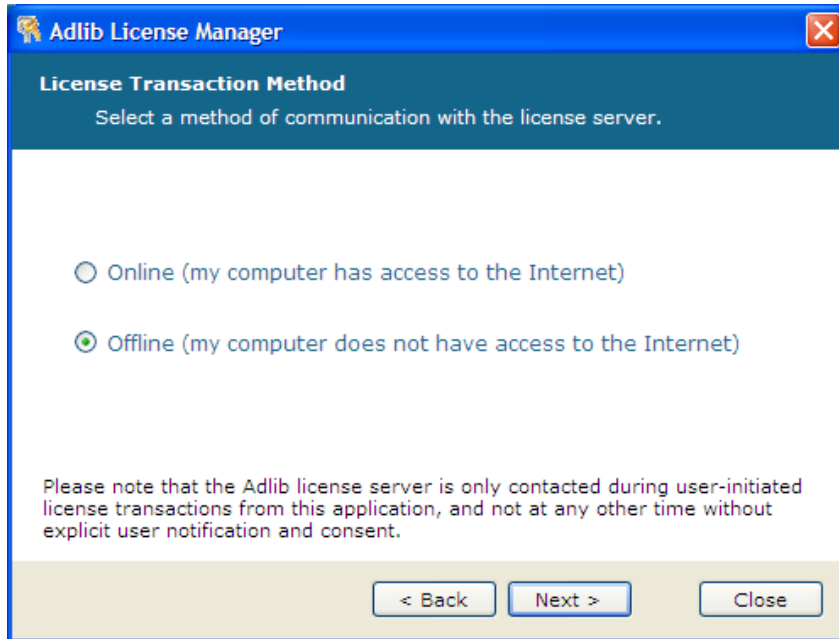 Adlib License Manager
License Transaction Method
Select a method of communication with the license server.
Online (my computer has access to the Internet)
Offline (my computer does not have access to the Internet)
Please note that the Adlib license server is only contacted during user-initiated
license transactions from this application, and not at any other time without
explicit user notification and consent.
< Back Next > Close